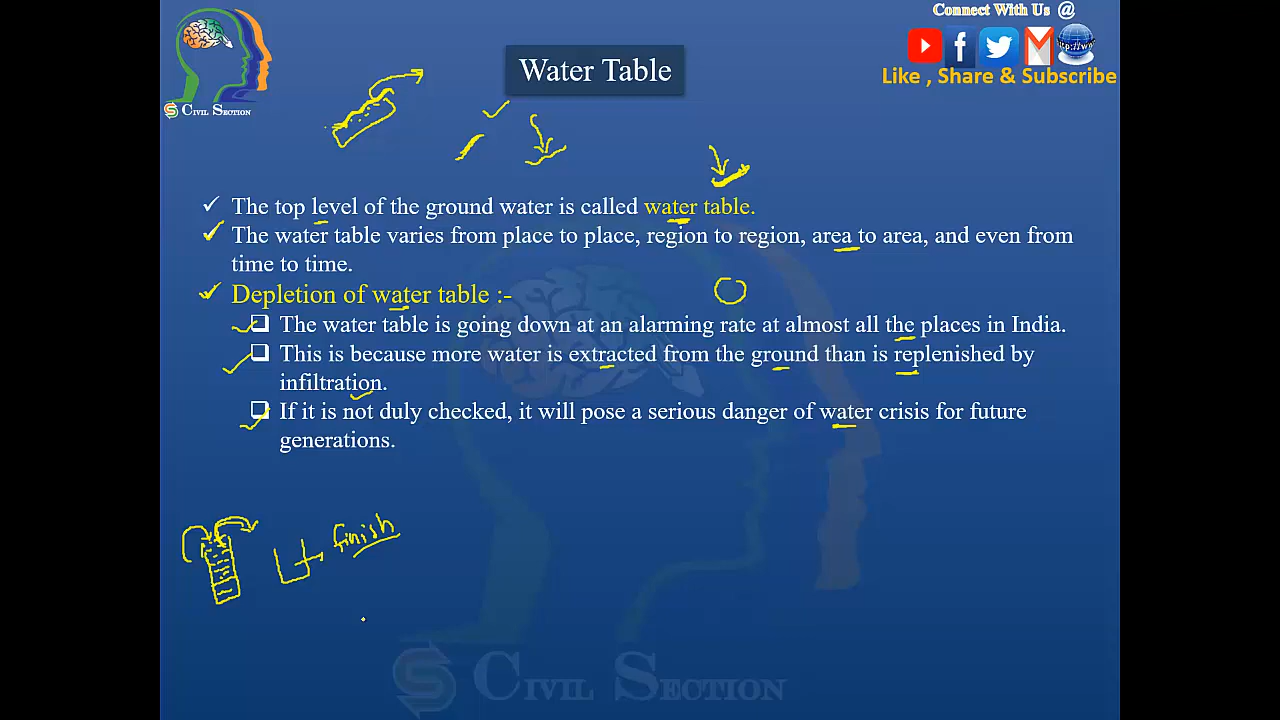 Connect With Us @
http://ww
Like , Share & Subscribe
CIVIL SECTION
Water Table
✓ The top level of the ground water is called water table.
✓ The water table varies from place to place, region to region, area to area, and even from
time to time.
✓ Depletion of water table :-
❑ The water table is going down at an alarming rate at almost all the places in India.
❑ This is because more water is extracted from the ground than is replenished by
infiltration.
❑ If it is not duly checked, it will pose a serious danger of water crisis for future
generations.
finish
CIVIL SECTION